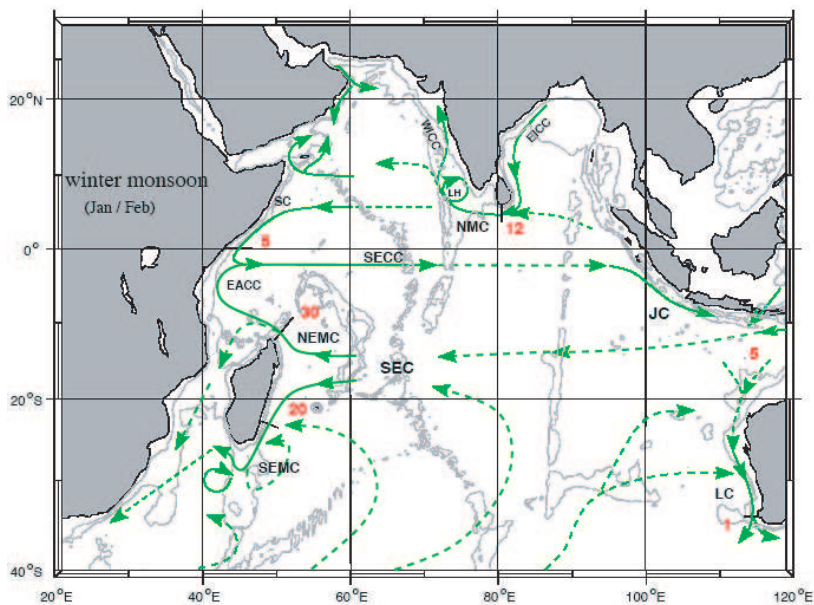 20°N
WICC
EICC
winter monsoon
(Jan / Feb)
LH
SC
NMC
12
5
0°
SECC
EACC
30
JC
NEMC
5
SEC
20°S
20
SEMC
LC
1
40°S
20°E
40°E
60°E
80°E
100°E
120°E